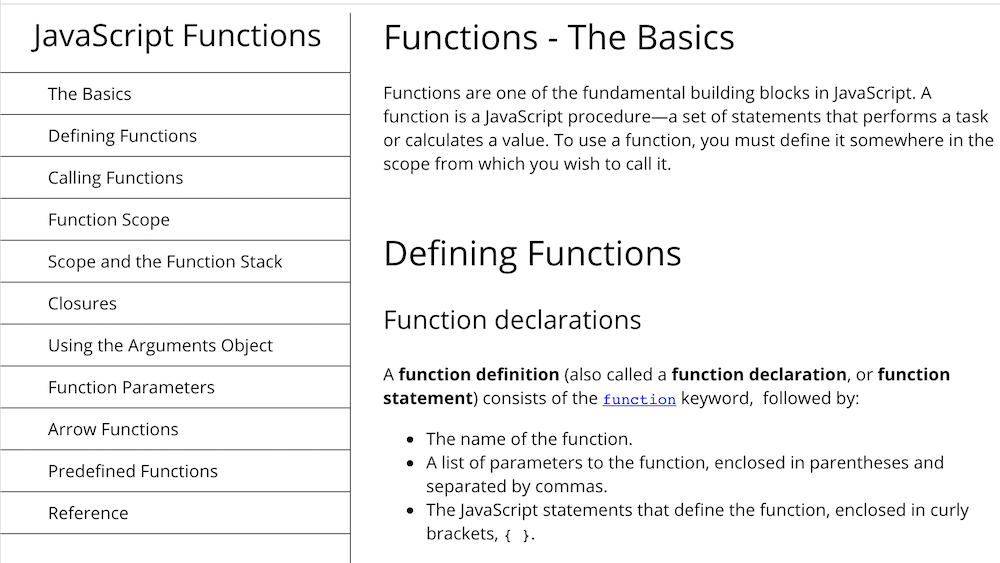 JavaScript Functions
The Basics
Defining Functions
Calling Functions
Function Scope
Scope and the Function Stack
Closures
Using the Arguments Object
Function Parameters
Arrow Functions
Predefined Functions
Reference
Functions - The Basics
Functions are one of the fundamental building blocks in JavaScript. A
function is a JavaScript procedure—a set of statements that performs a task
or calculates a value. To use a function, you must define it somewhere in the
scope from which you wish to call it.
Defining Functions
Function declarations
A function definition (also called a function declaration, or function
statement) consists of the function keyword,  followed by:
• The name of the function.
• A list of parameters to the function, enclosed in parentheses and
separated by commas.
• The JavaScript statements that define the function, enclosed in curly
brackets, { }.